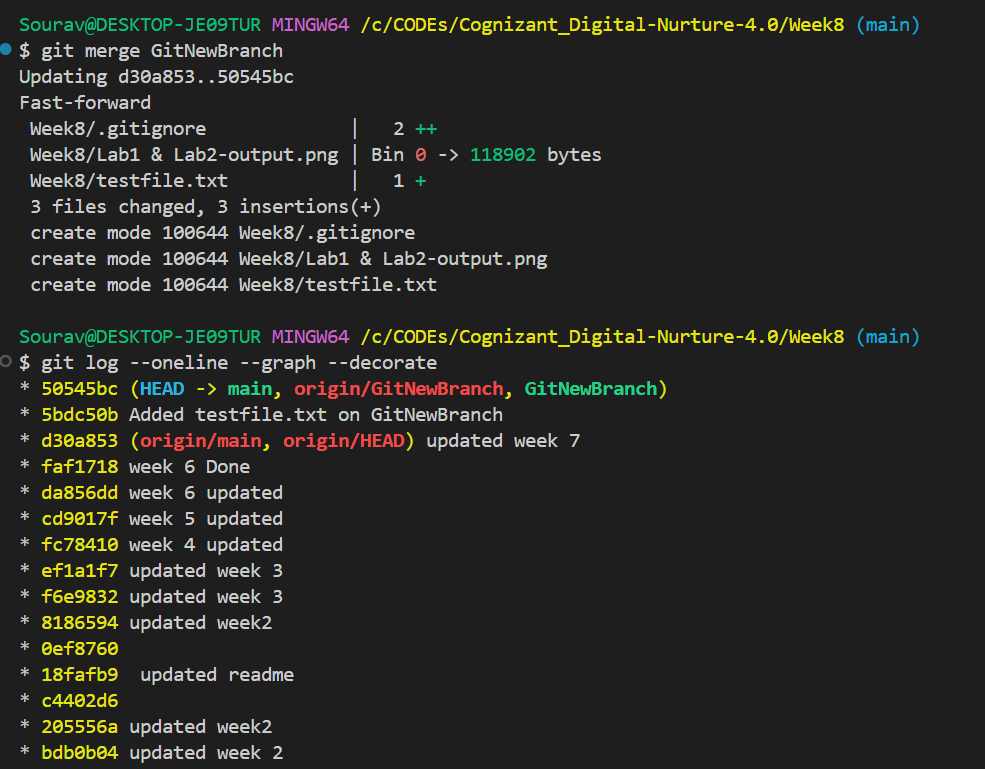 Sourav@DESKTOP-JE09TUR MINGW64 /c/CODEs/Cognizant_Digital-Nurture-4.0/Week8 (main)
$ git merge GitNewBranch
Updating d30a853..50545bc
Fast-forward
 Week8/.gitignore               |   2 ++
 Week8/Lab1 & Lab2-output.png | Bin 0 -> 118902 bytes
 Week8/testfile.txt             |   1 +
 3 files changed, 3 insertions(+)
 create mode 100644 Week8/.gitignore
 create mode 100644 Week8/Lab1 & Lab2-output.png
 create mode 100644 Week8/testfile.txt

Sourav@DESKTOP-JE09TUR MINGW64 /c/CODEs/Cognizant_Digital-Nurture-4.0/Week8 (main)
$ git log --oneline --graph --decorate
* 50545bc (HEAD -> main, origin/GitNewBranch, GitNewBranch)
* 5bdc50b Added testfile.txt on GitNewBranch
* d30a853 (origin/main, origin/HEAD) updated week 7
* faf1718 week 6 Done
* da856dd week 6 updated
* cd9017f week 5 updated
* fc78410 week 4 updated
* ef1a1f7 updated week 3
* f6e9832 updated week 3
* 8186594 updated week2
* 0ef8760
* 18fafb9  updated readme
* c4402d6
* 205556a updated week2
* bdb0b04 updated week 2